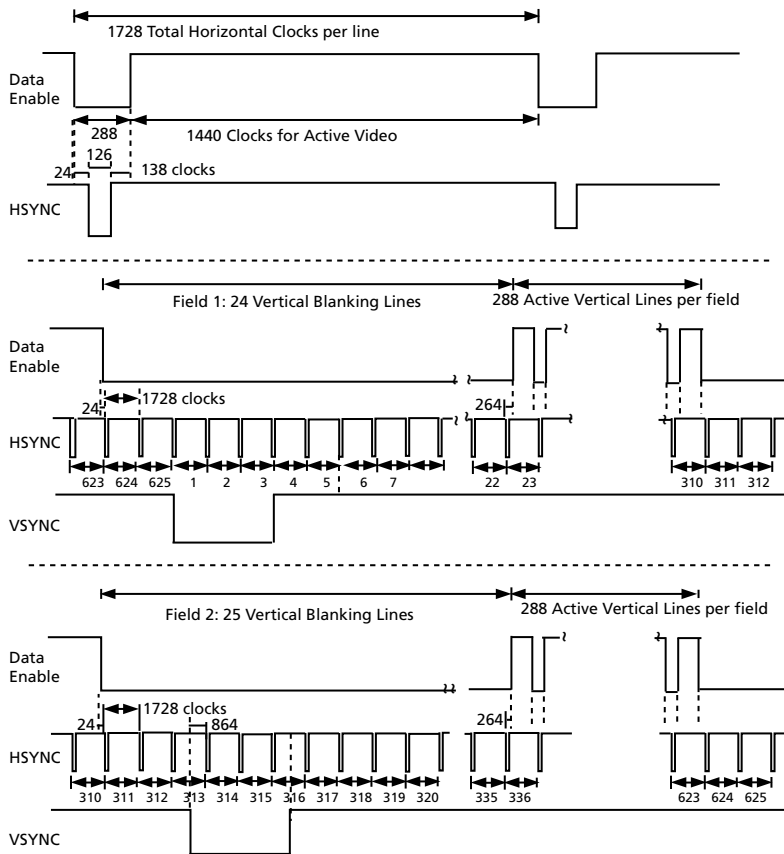 1728 Total Horizontal Clocks per line
Data
Enable
288
1440 Clocks for Active Video
126
24
138 clocks
HSYNC
Field 1: 24 Vertical Blanking Lines
288 Active Vertical Lines per field
Data
Enable
1728 clocks
24
264
HSYNC
623 624 625 1 2 3 4 5 6 7 22 23 310 311 312
VSYNC
Field 2: 25 Vertical Blanking Lines
288 Active Vertical Lines per field
Data
Enable
1728 clocks
24
864
264
HSYNC
310 311 312 313 314 315 316 317 318 319 320 335 336 623 624 625
VSYNC